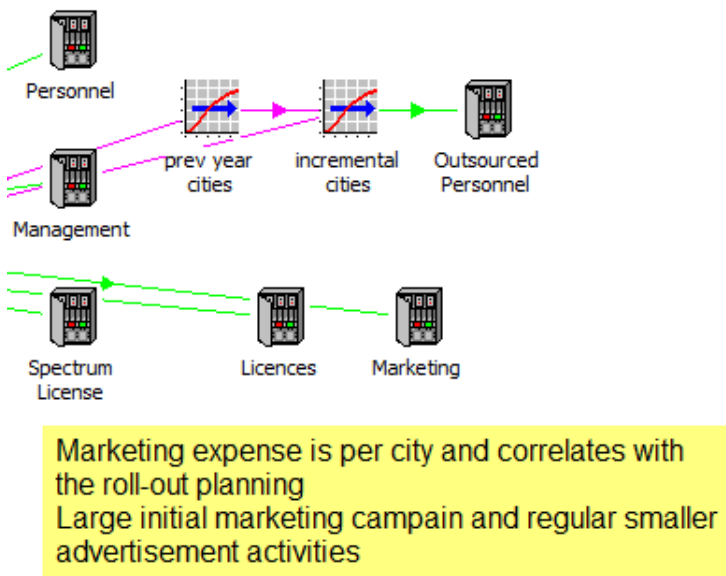 Personnel
prev year
cities
incremental
cities
Outsourced
Personnel
Management
Spectrum
License
Licences
Marketing
Marketing expense is per city and correlates with
the roll-out planning
Large initial marketing campain and regular smaller
advertisement activities